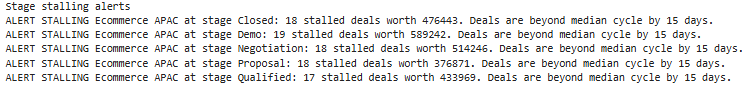 Stage stalling alerts
ALERT STALLING Ecommerce APAC at stage Closed: 18 stalled deals worth 476443. Deals are beyond median cycle by 15 days.
ALERT STALLING Ecommerce APAC at stage Demo: 19 stalled deals worth 589242. Deals are beyond median cycle by 15 days.
ALERT STALLING Ecommerce APAC at stage Negotiation: 18 stalled deals worth 514246. Deals are beyond median cycle by 15 days.
ALERT STALLING Ecommerce APAC at stage Proposal: 18 stalled deals worth 376871. Deals are beyond median cycle by 15 days.
ALERT STALLING Ecommerce APAC at stage Qualified: 17 stalled deals worth 433969. Deals are beyond median cycle by 15 days.